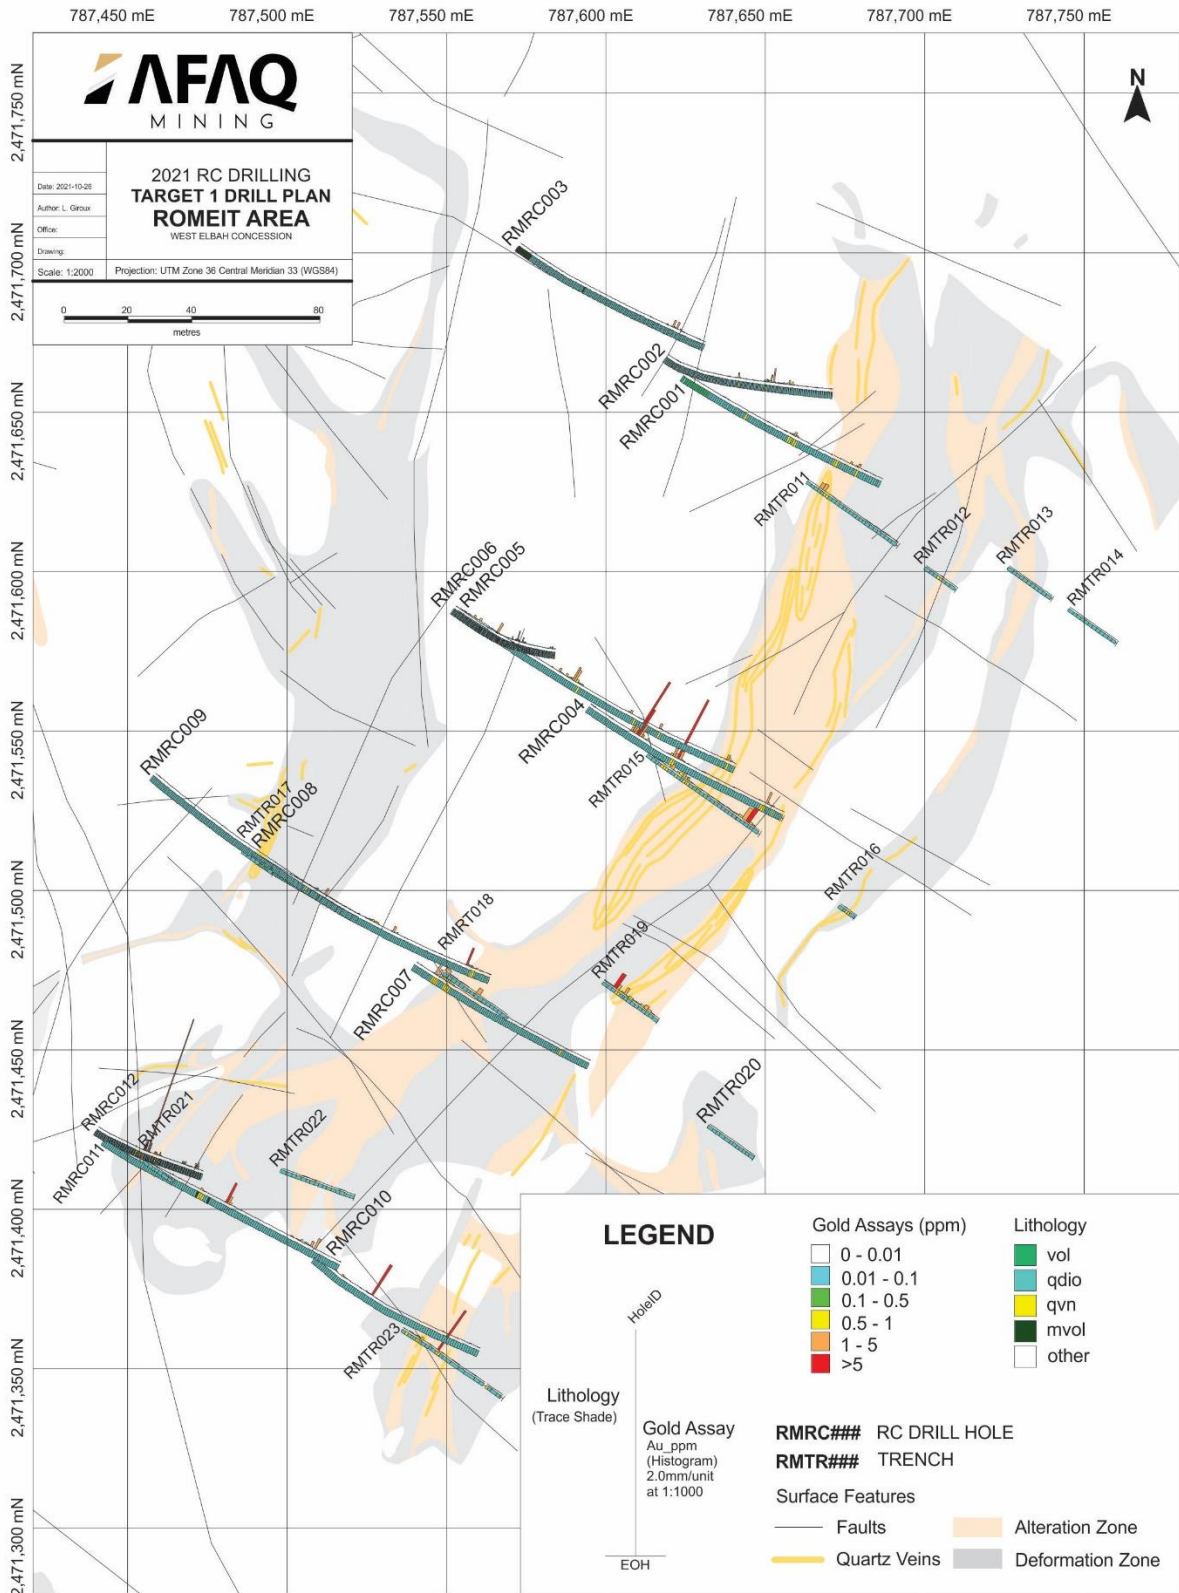 787,450 mE 787,500 mE 787,550 mE 787,600 mE 787,650 mE 787,700 mE 787,750 mE
AFAQ
MINING
2021 RC DRILLING
TARGET 1 DRILL PLAN
ROMEIT AREA
WEST ELBAH CONCESSION
Date: 2021-10-26
Author: L. Giroux
Office:
Drawing:
Scale: 1:2000
Projection: UTM Zone 36 Central Meridian 33 (WGS84)
0 20 40 80
metres
N
2,471,750 mN
2,471,700 mN
2,471,650 mN
2,471,600 mN
2,471,550 mN
2,471,500 mN
2,471,450 mN
2,471,400 mN
2,471,350 mN
2,471,300 mN
RMRC003
RMRC002
RMRC001
RMTR011
RMTR012
RMTR013
RMTR014
RMRC006
RMRC005
RMRC004
RMTR015
RMRC009
RMTR017
RMRC008
RMTR016
RMRT018
RMTR019
RMRC007
RMTR020
RMRC012
RMTR021
RMRC011
RMTR022
RMRC010
RMTR023
LEGEND
HoleID
Lithology
(Trace Shade)
Gold Assay
Au_ppm
(Histogram)
2.0mm/unit
at 1:1000
EOH
Gold Assays (ppm)
0 - 0.01
0.01 - 0.1
0.1 - 0.5
0.5 - 1
1 - 5
>5
Lithology
vol
qdio
qvn
mvol
other
RMRC### RC DRILL HOLE
RMTR### TRENCH
Surface Features
Faults
Alteration Zone
Quartz Veins
Deformation Zone